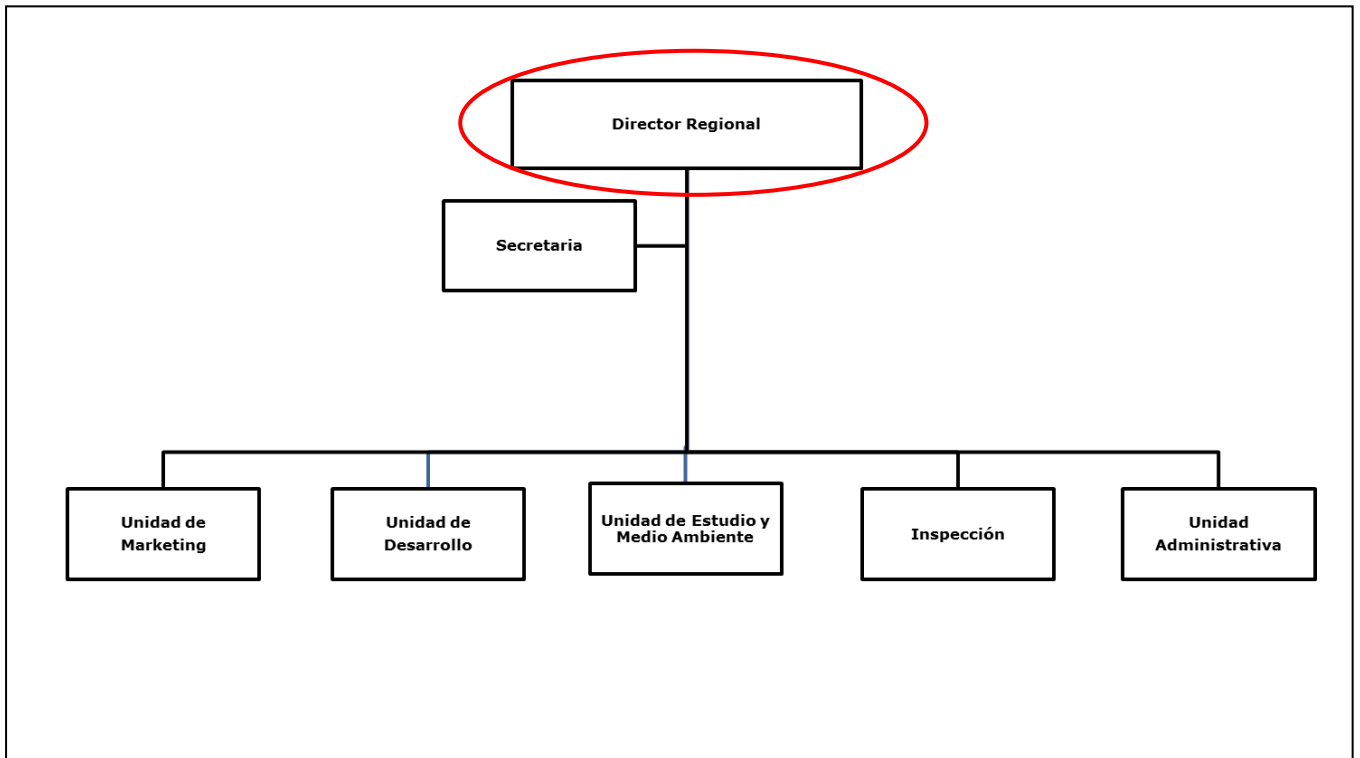 Director Regional
Secretaria
Unidad de
Marketing
Unidad de
Desarrollo
Unidad de Estudio y
Medio Ambiente
Inspección
Unidad
Administrativa